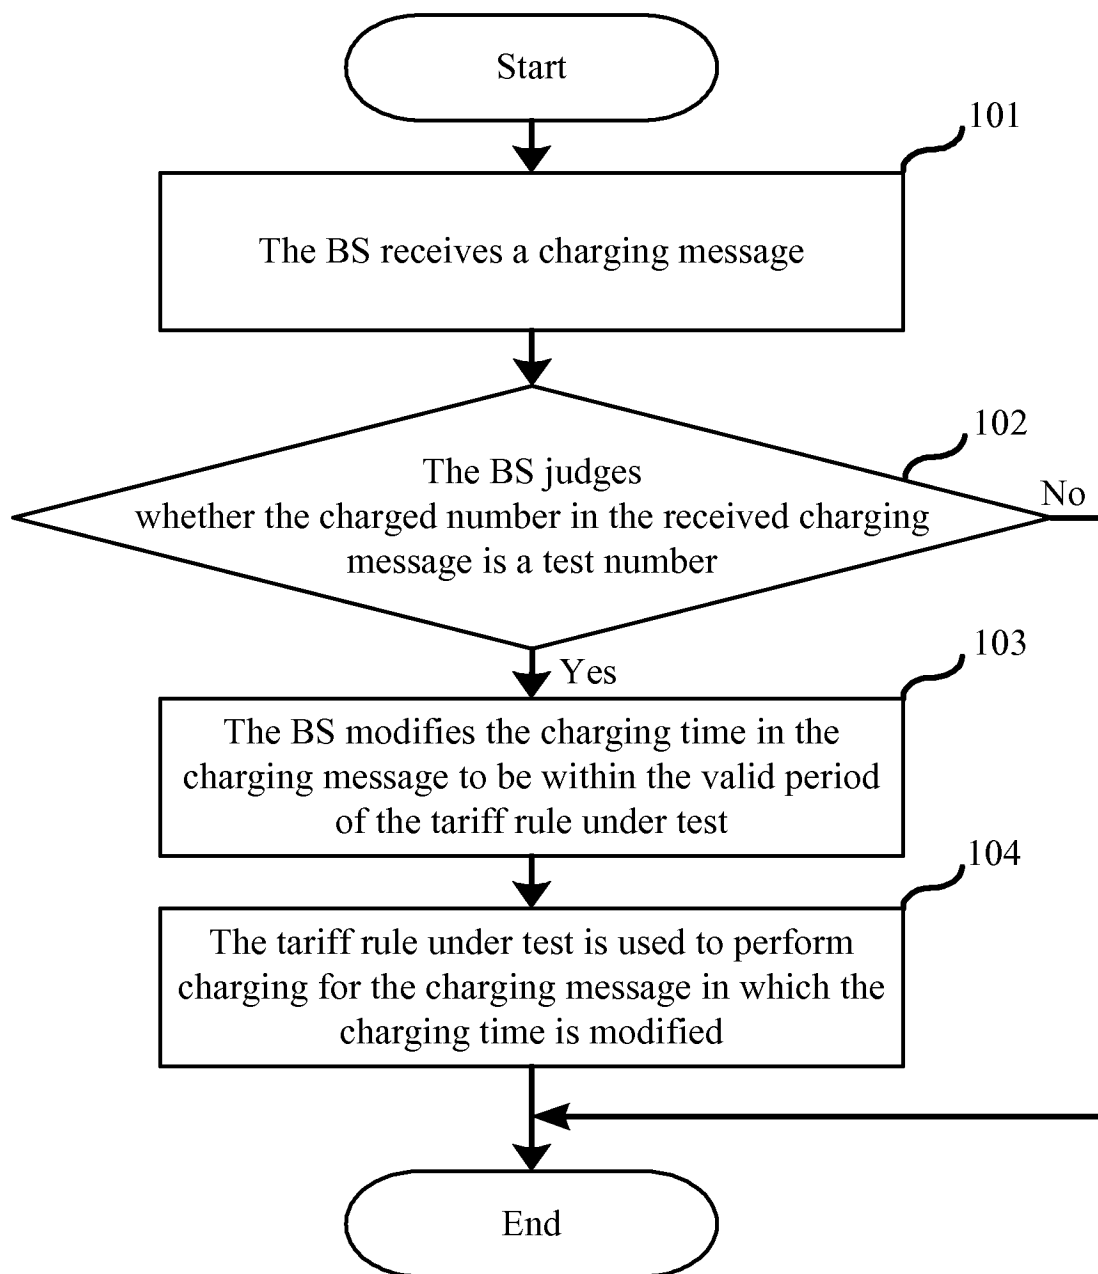 Start
101
The BS receives a charging message
102
The BS judges
whether the charged number in the received charging
message is a test number
No
Yes
103
The BS modifies the charging time in the
charging message to be within the valid period
of the tariff rule under test
104
The tariff rule under test is used to perform
charging for the charging message in which the
charging time is modified
End